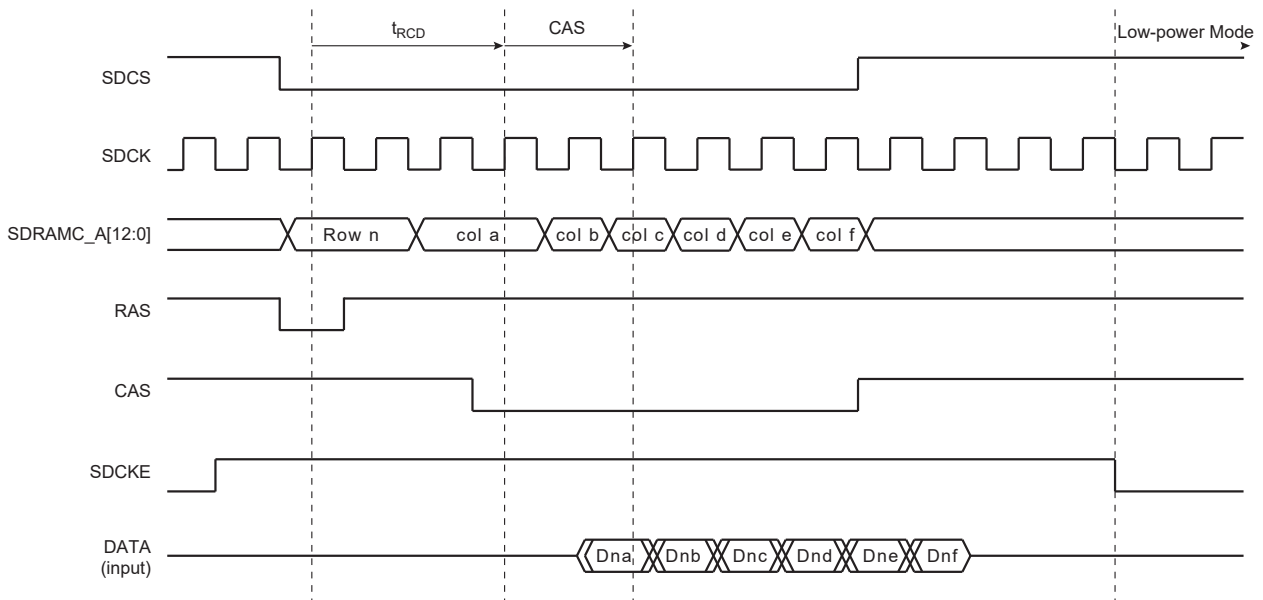 t_RCD CAS Low-power Mode
SDCS
SDCK
SDRAMC_A[12:0] Row n col a col b col c col d col e col f
RAS
CAS
SDCKE
DATA Dna Dnb Dnc Dnd Dne Dnf
(input)